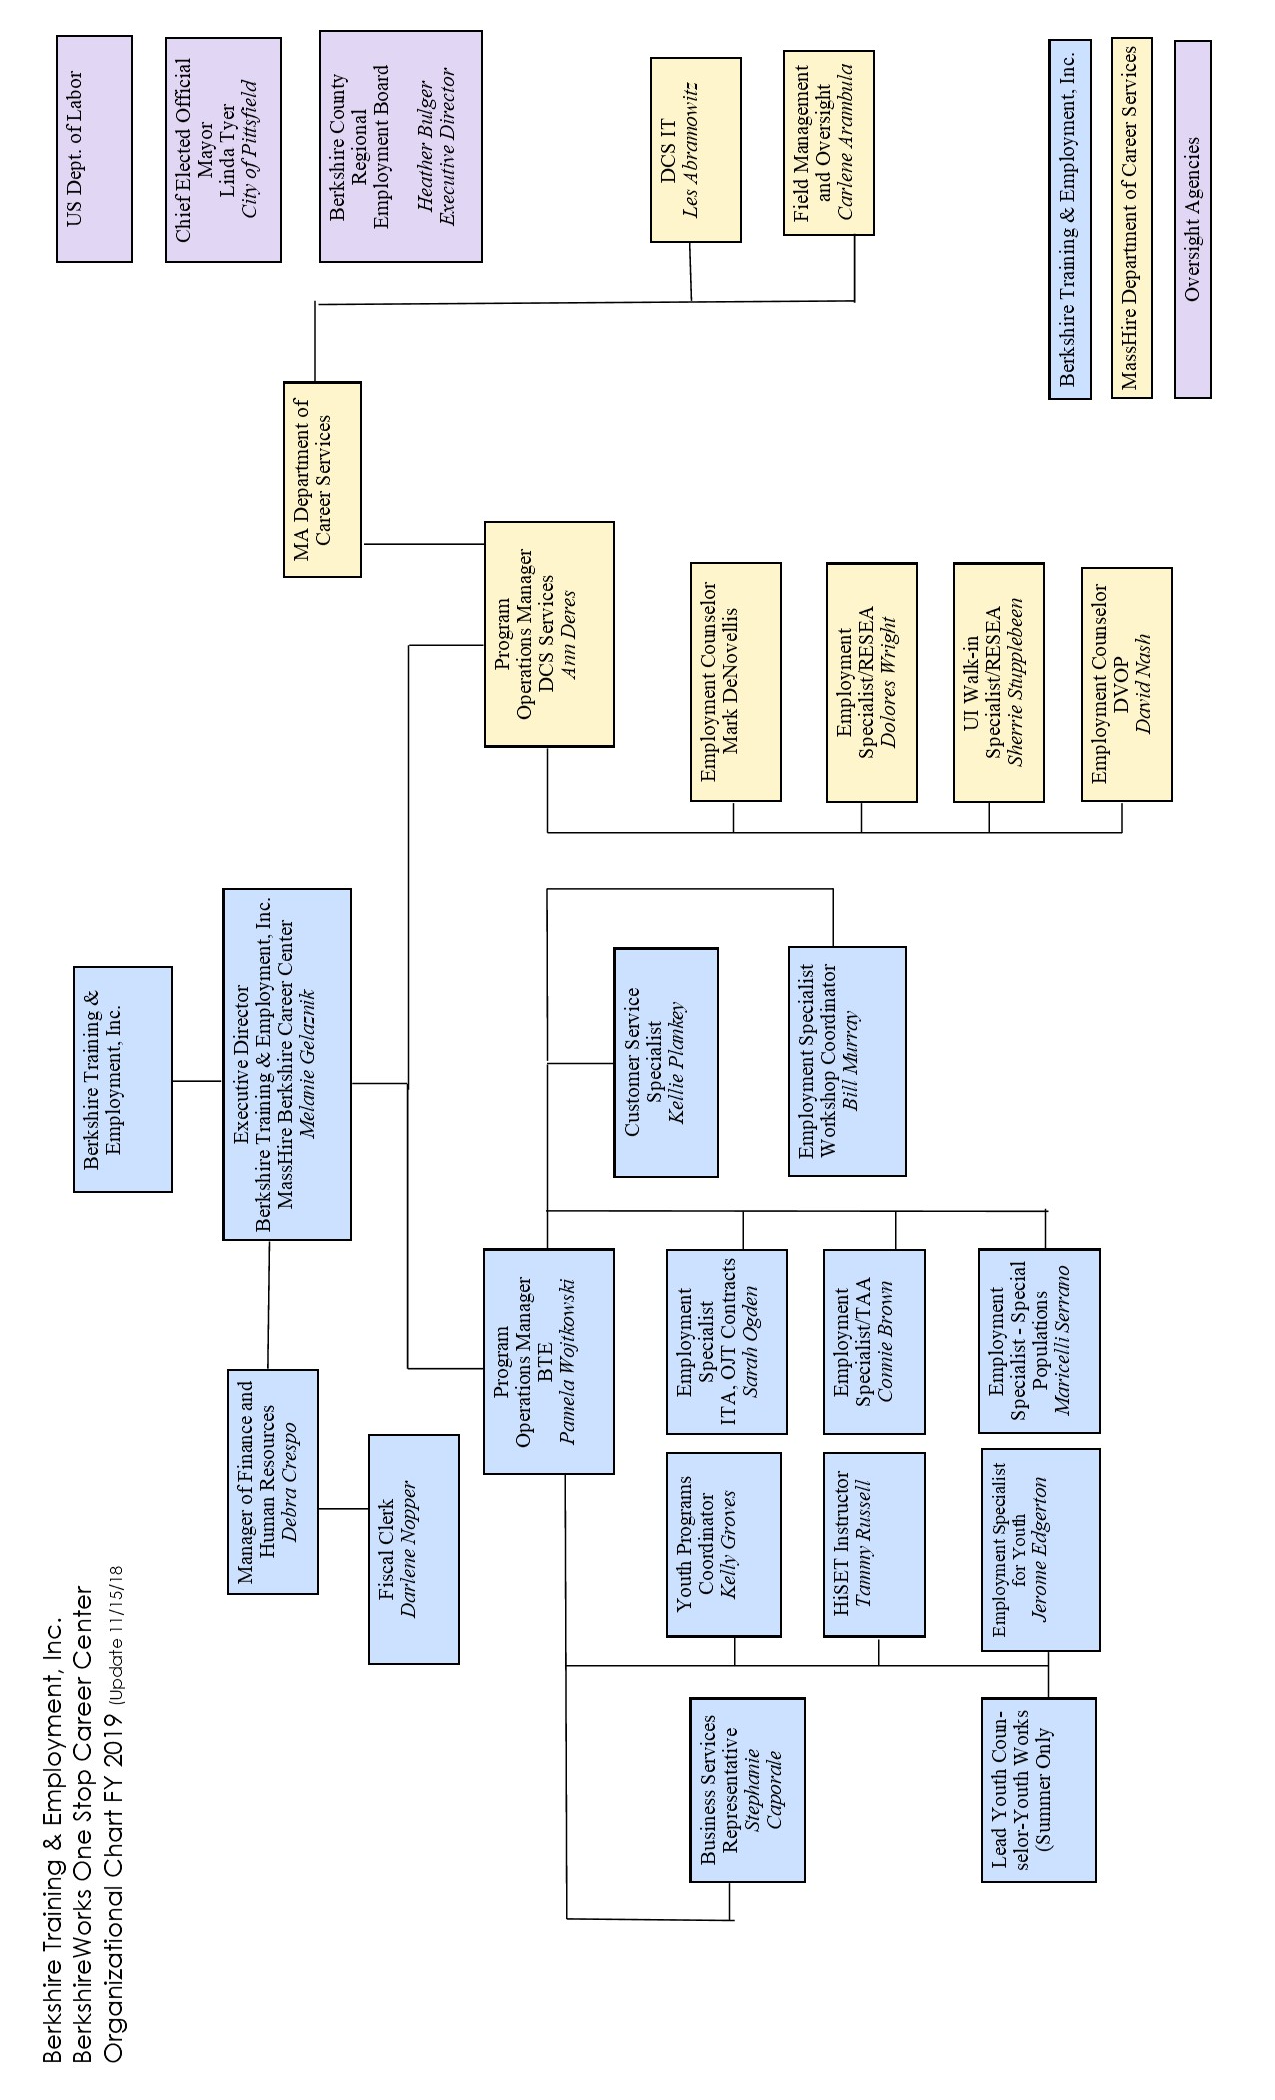 Berkshire Training & Employment, Inc.
BerkshireWorks One Stop Career Center
Organizational Chart FY 2019 (Update 11/15/18
Berkshire Training &
Employment, Inc.
US Dept. of Labor
Chief Elected Official
Mayor
Linda Tyer
City of Pittsfield
Berkshire County
Regional
Employment Board
Heather Bulger
Executive Director
Manager of Finance and
Human Resources
Debra Crespo
Executive Director
Berkshire Training & Employment, Inc.
MassHire Berkshire Career Center
Melanie Gelaznik
MA Department of
Career Services
Fiscal Clerk
Darlene Nopper
Program
Operations Manager
BTE
Pamela Wojtkowski
Program
Operations Manager
DCS Services
Ann Deres
DCS IT
Les Abramowitz
Field Management
and Oversight
Carlene Arambula
Business Services
Representative
Stephanie
Caporale
Youth Programs
Coordinator
Kelly Groves
Employment
Specialist
ITA, OJT Contracts
Sarah Ogden
Customer Service
Specialist
Kellie Plankey
Employment Counselor
Mark DeNovellis
HiSET Instructor
Tammy Russell
Employment
Specialist/TAA
Connie Brown
Employment Specialist
Workshop Coordinator
Bill Murray
Employment
Specialist/RESEA
Dolores Wright
UI Walk-in
Specialist/RESEA
Sherrie Stupplebeen
Lead Youth Coun-
selor-Youth Works
(Summer Only
Employment Specialist
for Youth
Jerome Edgerton
Employment
Specialist - Special
Populations
Maricelli Serrano
Employment Counselor
DVOP
David Nash
Berkshire Training & Employment, Inc.
MassHire Department of Career Services
Oversight Agencies